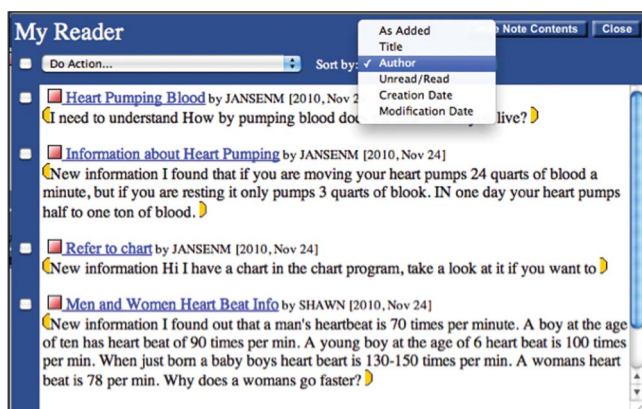 My Reader
Note Contents
Close
Do Action...
Sort by:
As Added
Title
✓ Author
Unread/Read
Creation Date
Modification Date
Heart Pumping Blood by JANSENM [2010, Nov
I need to understand How by pumping blood live?
Information about Heart Pumping by JANSENM [2010, Nov 24]
New information I found that if you are moving your heart pumps 24 quarts of blood a
minute, but if you are resting it only pumps 3 quarts of blook. IN one day your heart pumps
half to one ton of blood.
Refer to chart by JANSENM [2010, Nov 24]
New information Hi I have a chart in the chart program, take a look at it if you want to
Men and Women Heart Beat Info by SHAWN [2010, Nov 24]
New information I found out that a man's heartbeat is 70 times per minute. A boy at the age
of ten has heart beat of 90 times per min. A young boy at the age of 6 heart beat is 100 times
per min. When just born a baby boys heart beart is 130-150 times per min. A womans heart
beat is 78 per min. Why does a womans go faster?